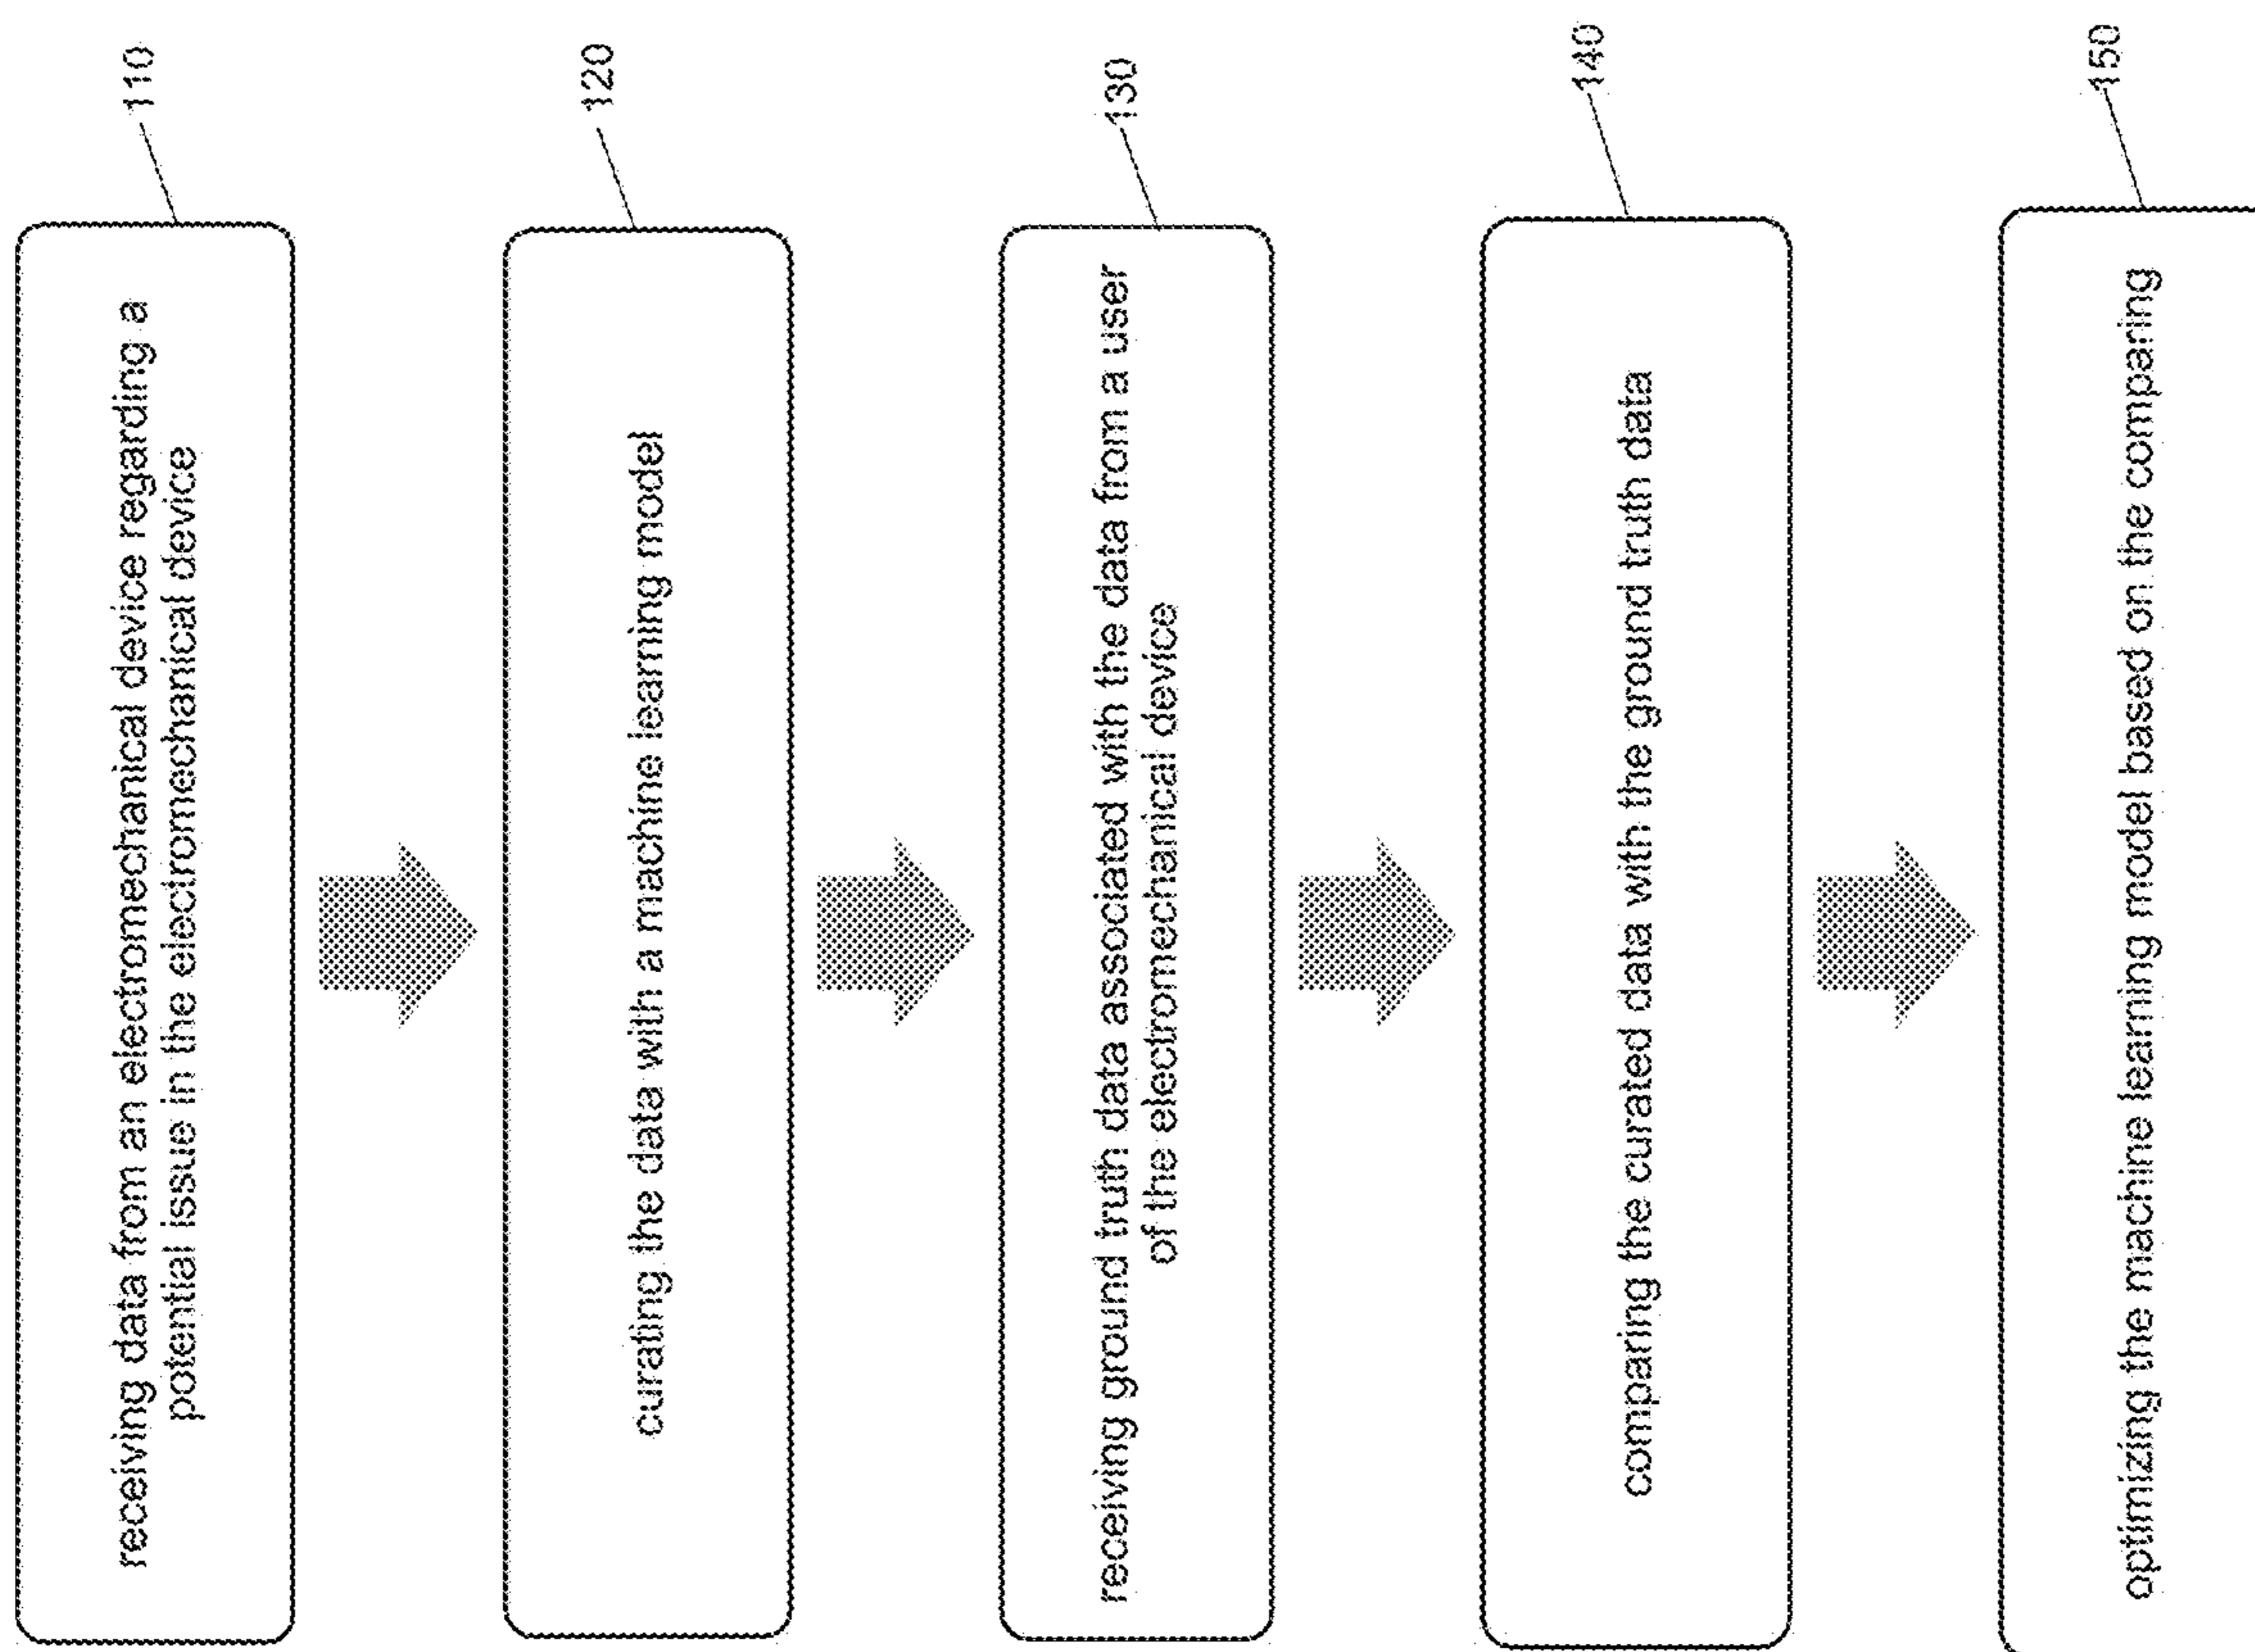 110
receiving data from an electromechanical device regarding a
potential issue in the electromechanical device
120
curating the data with a machine learning model
130
receiving ground truth data associated with the data from a user
of the electromechanical device
140
comparing the curated data with the ground truth data
150
optimizing the machine learning model based on the comparing